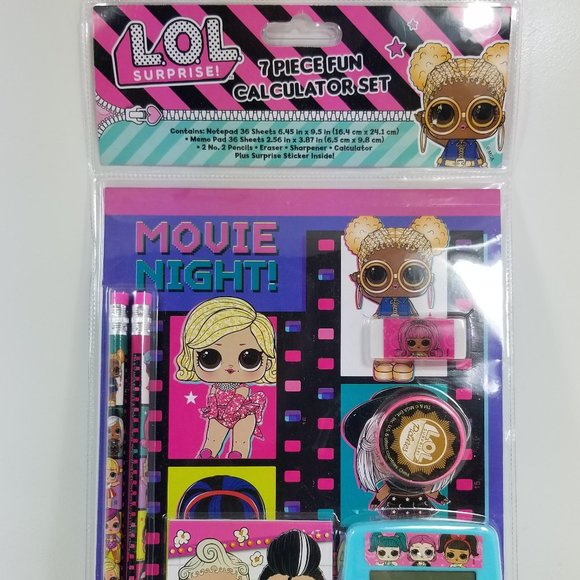 L.O.L.
SURPRISE!
7 PIECE FUN
CALCULATOR SET
Contains: Notepad 36 Sheets 6.45 in x 9.5 in (16.4 cm x 24.1 cm)
• Memo Pad 36 Sheets 2.56 in x 3.87 in (6.5 cm x 9.8 cm)
• 2 No. 2 Pencils • Eraser • Sharpener • Calculator
Plus Surprise Sticker Inside!
MOVIE
NIGHT!
L.O.L.